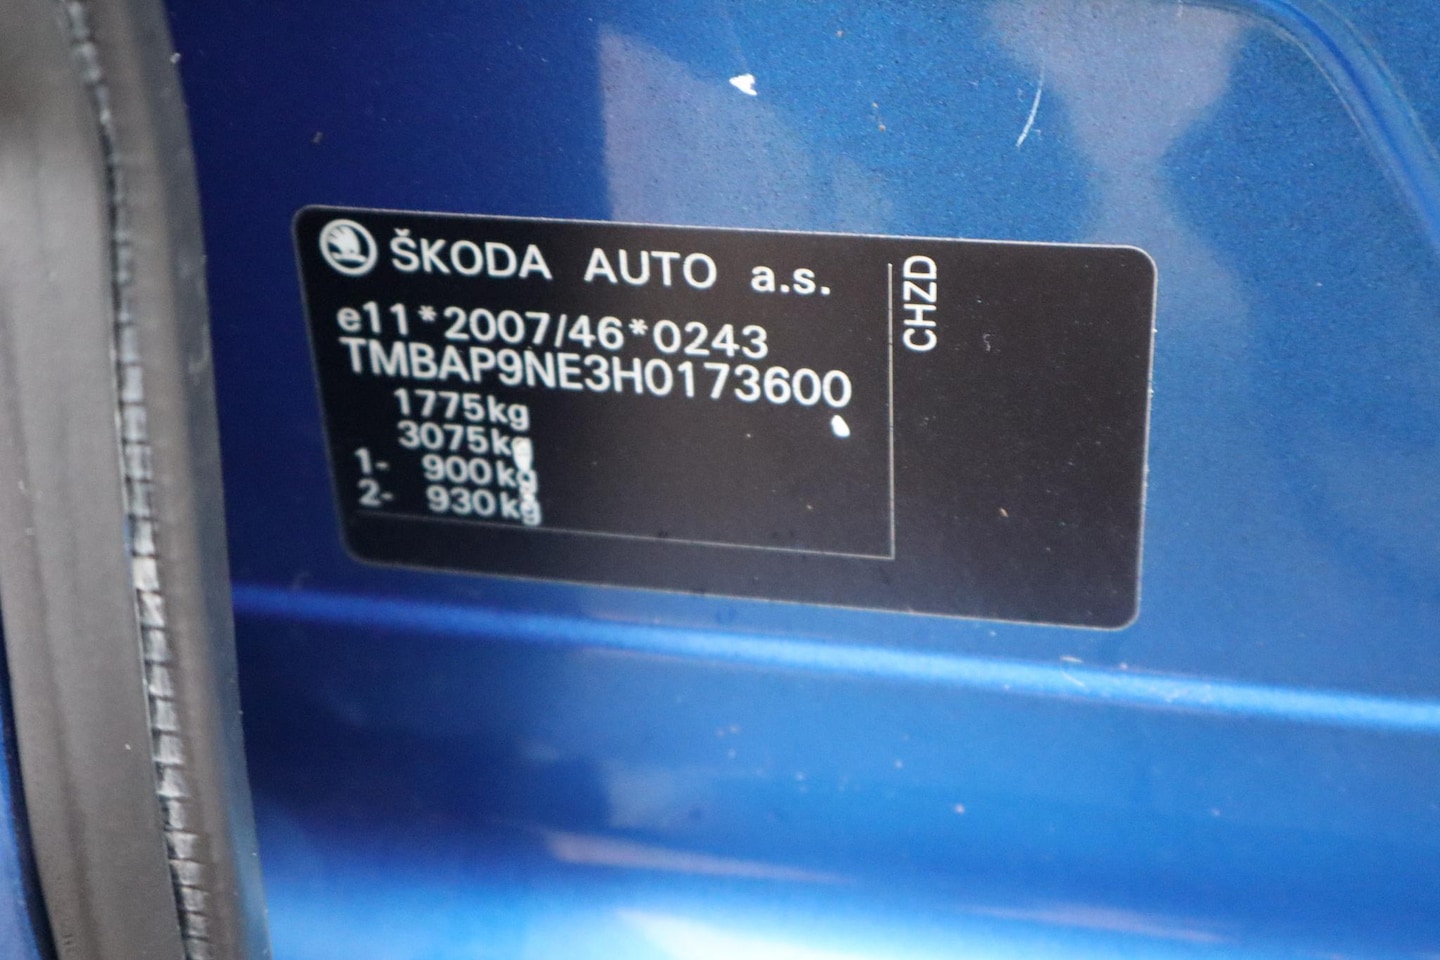 ŠKODA AUTO a.s.
e11*2007/46*0243
TMBAP9NE3H0173600
1775kg
3075kg
1- 900kg
2- 930kg
CHZD